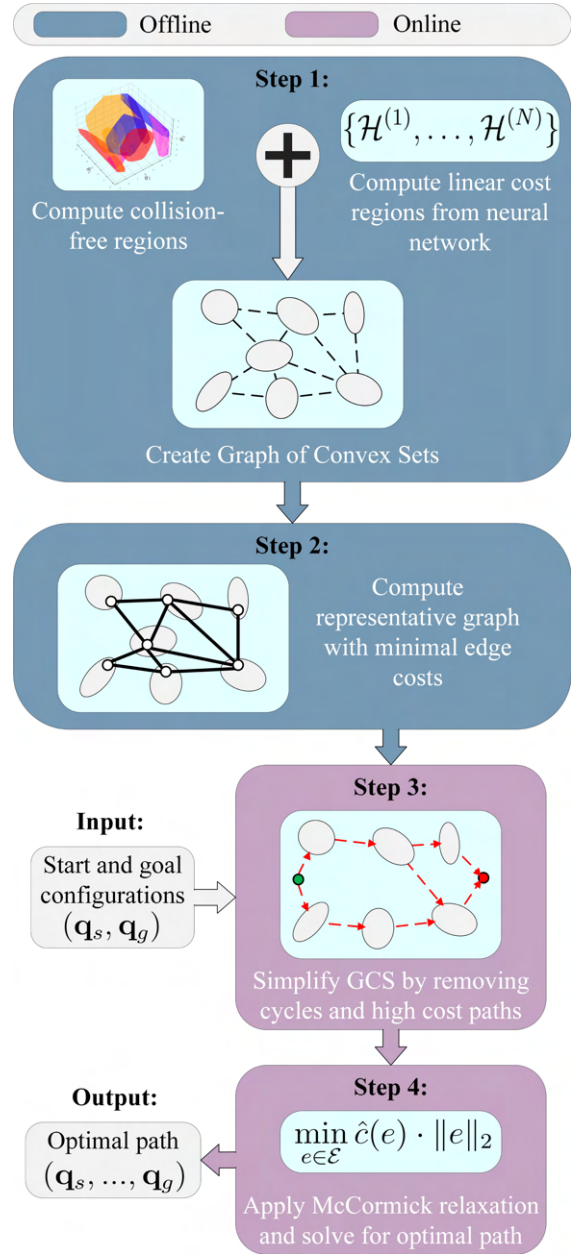 Offline
Online
Step 1:
{𝓗^(1), . . . , 𝓗^(N)}
Compute collision-
free regions
Compute linear cost
regions from neural
network
Create Graph of Convex Sets
Step 2:
Compute
representative graph
with minimal edge
costs
Step 3:
Input:
Start and goal
configurations
(q_s, q_g)
Simplify GCS by removing
cycles and high cost paths
Step 4:
Output:
Optimal path
(q_s, ..., q_g)
min_{e∈𝓔} ĉ(e) · ∥e∥_2
Apply McCormick relaxation
and solve for optimal path